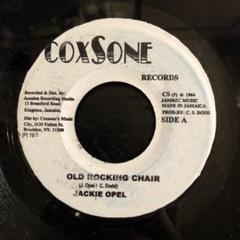 COXSONE
RECORDS
Recorded & Dist. By:
Jamaica Recording Studio
13 Brentford Road
Kingston, Jamaica.
Dist by: Coxsone's Music
City, 3135 Fulton St.
Brooklyn, NY, 11208
(P) 1971
CS (P) © 1964
JAMREC MUSIC
MADE IN JAMAICA
PROD. BY: C. S. DODD
SIDE A
OLD ROCKING CHAIR
(J. Opel / C. Dodd)
JACKIE OPEL